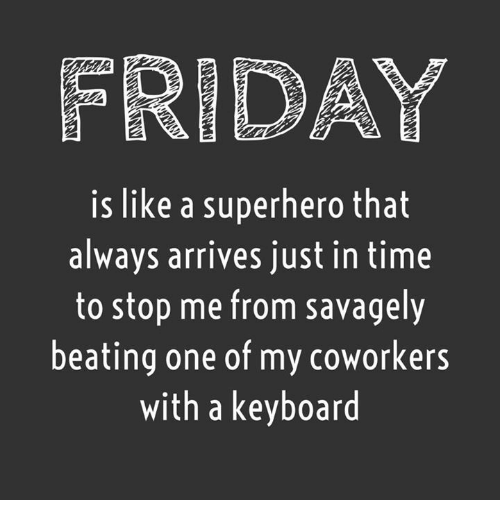 FRIDAY
is like a superhero that
always arrives just in time
to stop me from savagely
beating one of my coworkers
with a keyboard